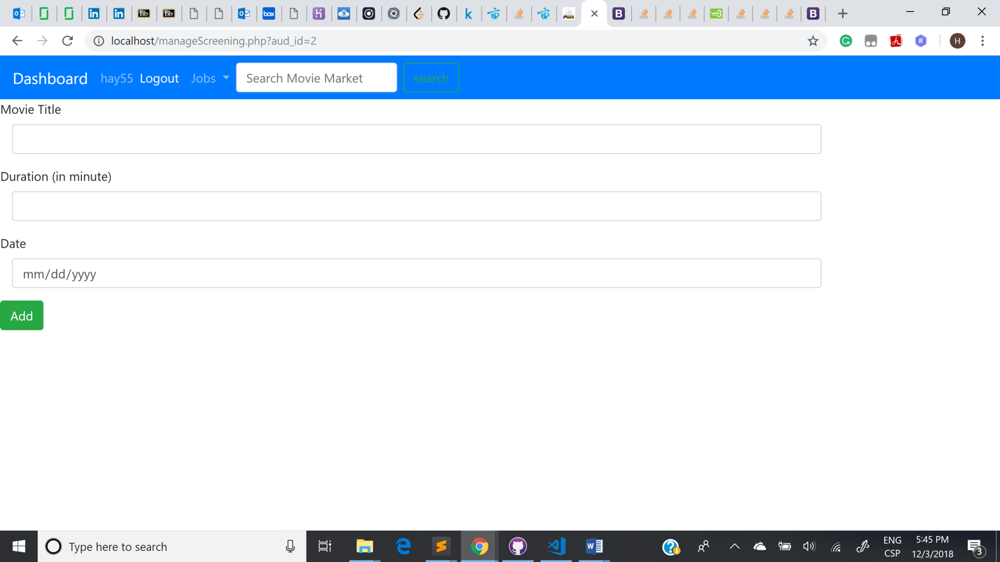 localhost/manageScreening.php?aud_id=2
H
Dashboard hay55 Logout Jobs Search Movie Market search
Movie Title
Duration (in minute)
Date
mm/dd/yyyy
Add
Type here to search
ENG
CSP
5:45 PM
12/3/2018
3